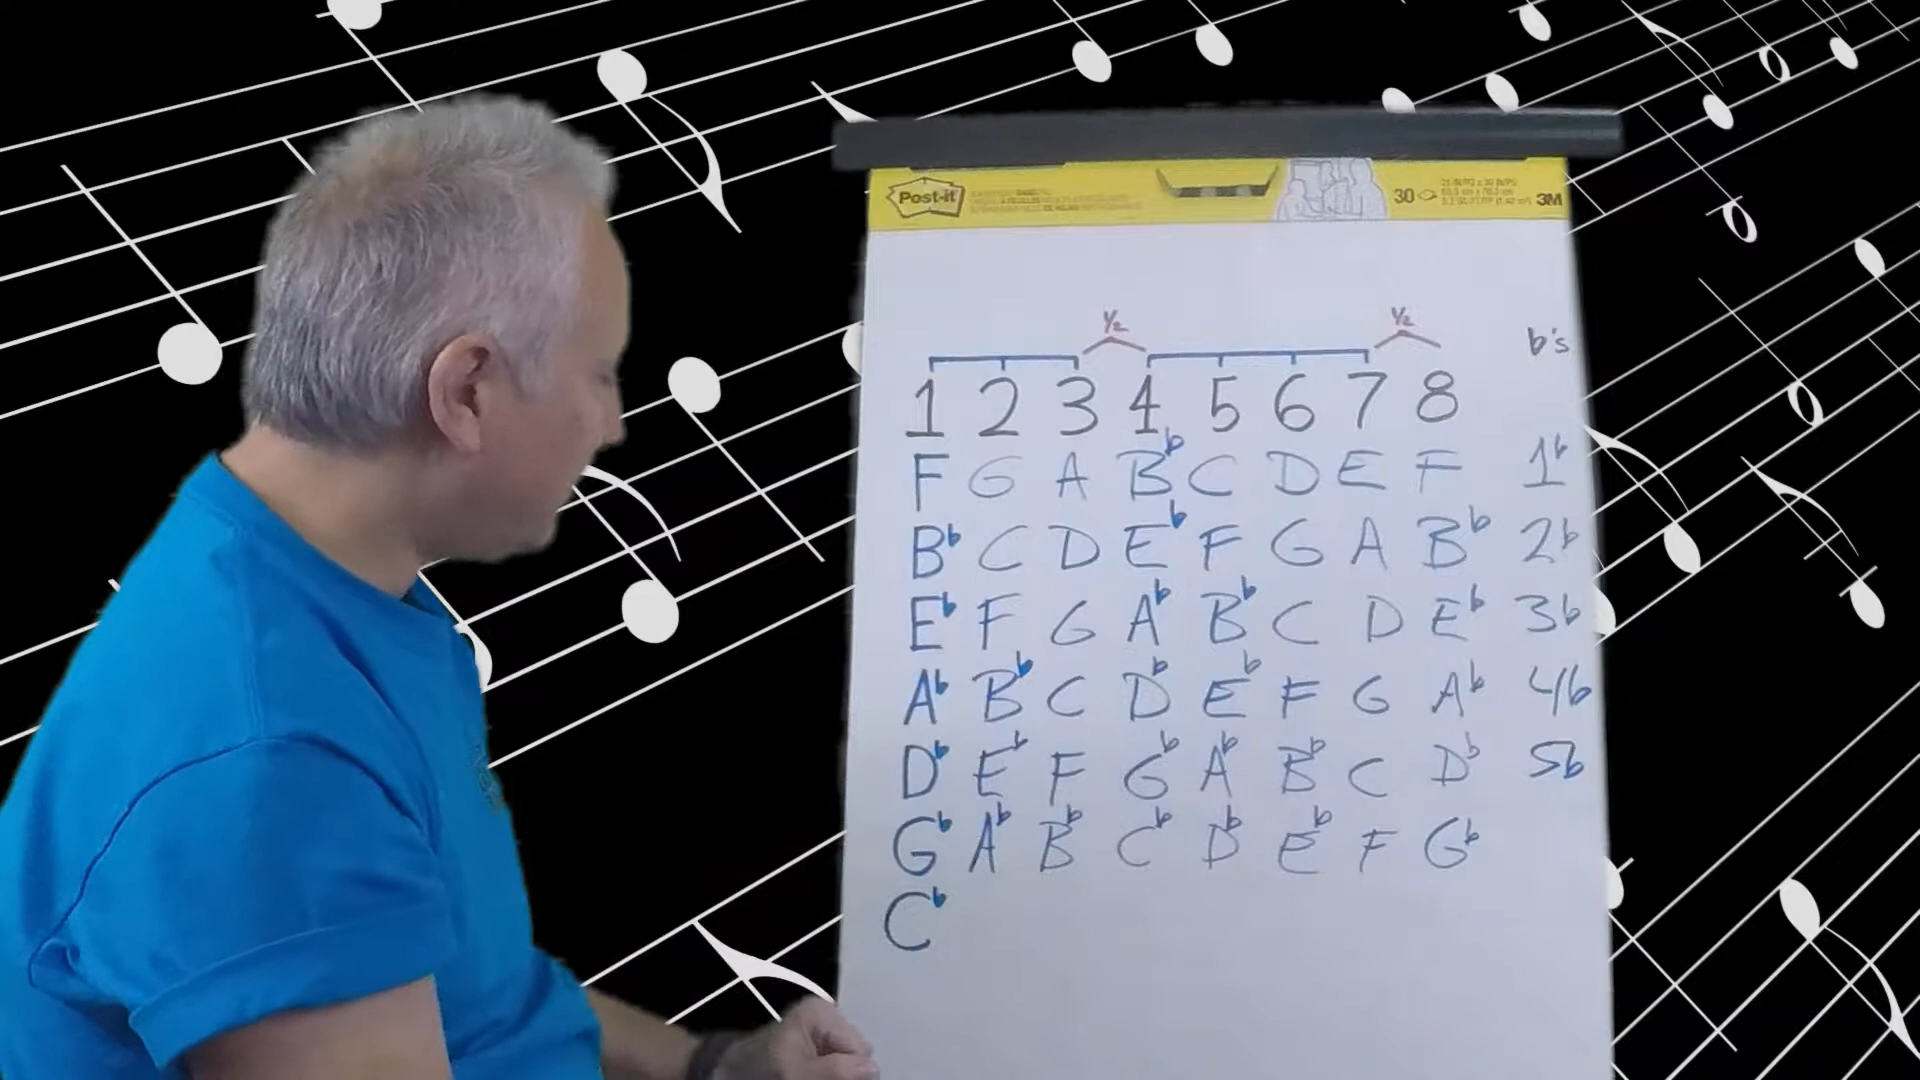 Post-it
30
3M
½ ½ b's
1 2 3 4 5 6 7 8
F G A B♭ C D E F 1♭
B♭ C D E♭ F G A B♭ 2♭
E♭ F G A♭ B♭ C D E♭ 3♭
A♭ B♭ C D♭ E♭ F G A♭ 4♭
D♭ E♭ F G♭ A♭ B♭ C D♭ 5♭
G♭ A♭ B♭ C♭ D♭ E♭ F G♭
C♭